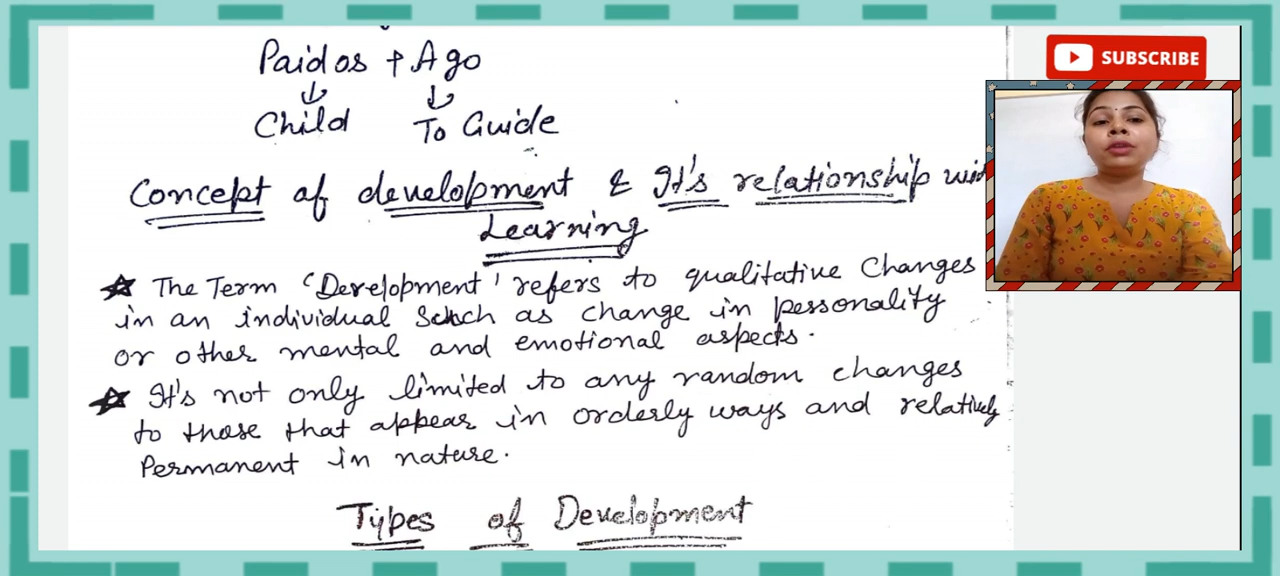 Paidos + Ago
↓ ↓
Child To Guide
Concept of development & It's relationship
Learning
★ The Term 'Development' refers to qualitative Changes
in an individual Such as change in personality
or other mental and emotional aspects.
★ It's not only limited to any random changes
to those that appear in orderly ways and relatively
Permanent in nature.
Types of Development
SUBSCRIBE